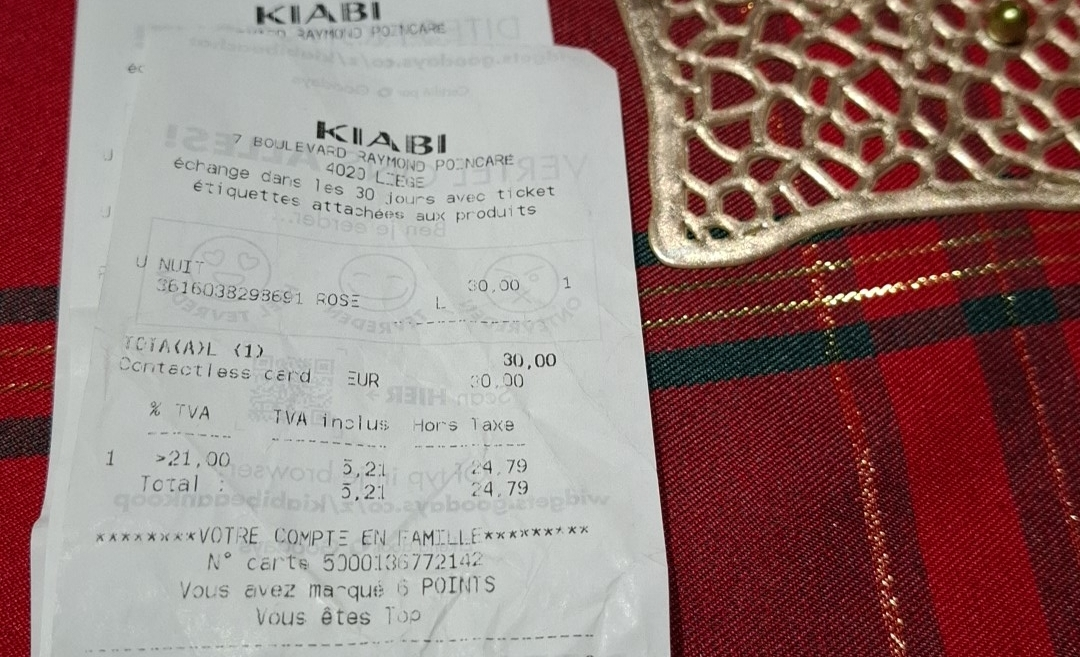 KIABI
RAYMOND POINCARE
KIABI
7 BOULEVARD RAYMOND POINCARE
4020 LIEGE
échange dans les 30 jours avec ticket
étiquettes attachées aux produits
U NUIT 30,00 1
3616038298691 ROSE L
TOTA(A)L (1) 30,00
Contactless card EUR 30,00
% TVA TVA inclus Hors Taxe
1 >21,00 5,21 24,79
Total : 5,21 24,79
********VOTRE COMPTE EN FAMILLE*********
N° carte 5000136772142
Vous avez marqué 6 POINTS
Vous êtes Top